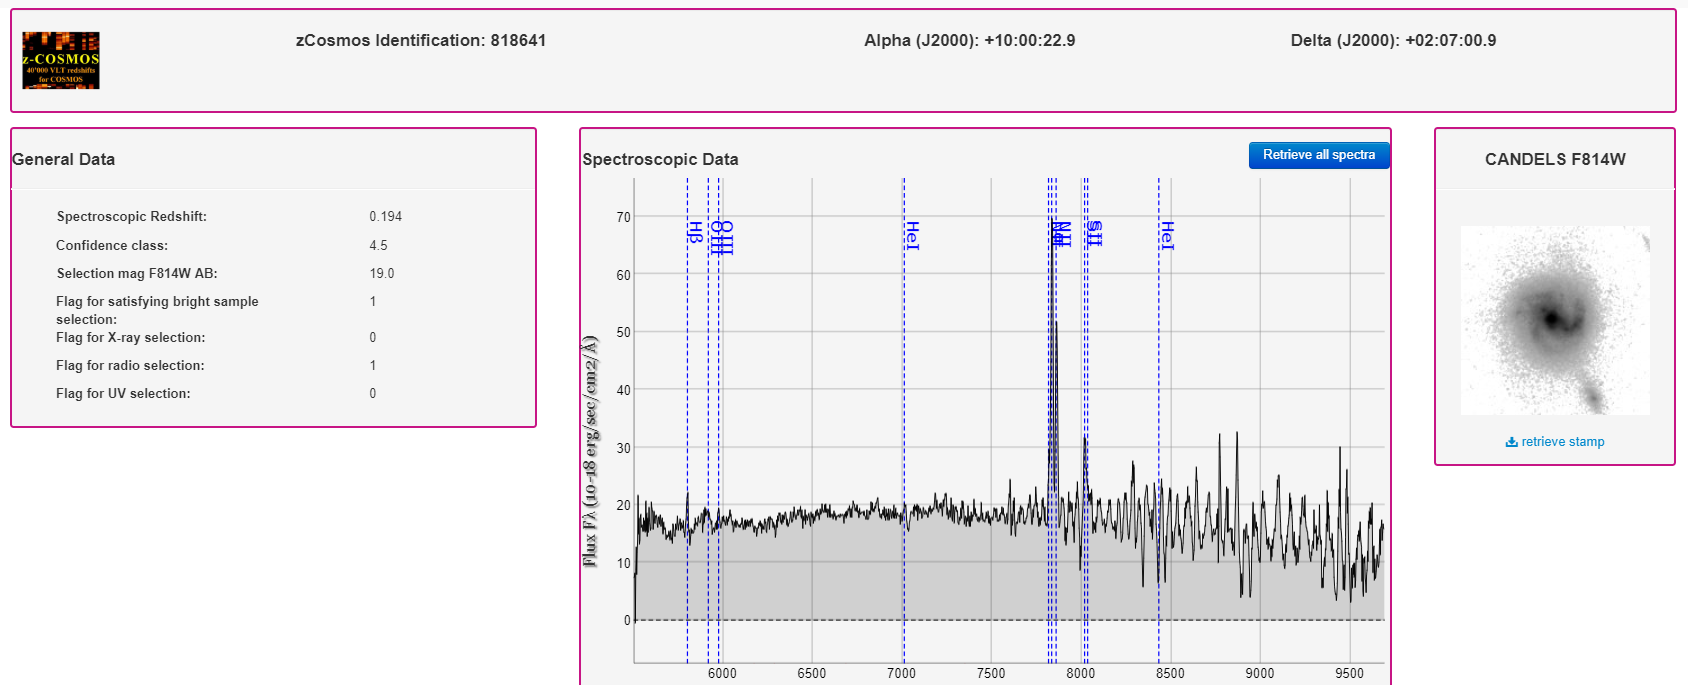 zCosmos Identification: 818641
Alpha (J2000): +10:00:22.9
Delta (J2000): +02:07:00.9
z-COSMOS
40'000 VLT redshifts
for COSMOS
General Data
Spectroscopic Redshift: 0.194
Confidence class: 4.5
Selection mag F814W AB: 19.0
Flag for satisfying bright sample selection: 1
Flag for X-ray selection: 0
Flag for radio selection: 1
Flag for UV selection: 0
Spectroscopic Data
Retrieve all spectra
Flux Fλ (10-18 erg/sec/cm2/Å)
70
60
50
40
30
20
10
0
Hβ
OIII
OIII
HeI
NII
SII
HeI
6000
6500
7000
7500
8000
8500
9000
9500
CANDELS F814W
retrieve stamp